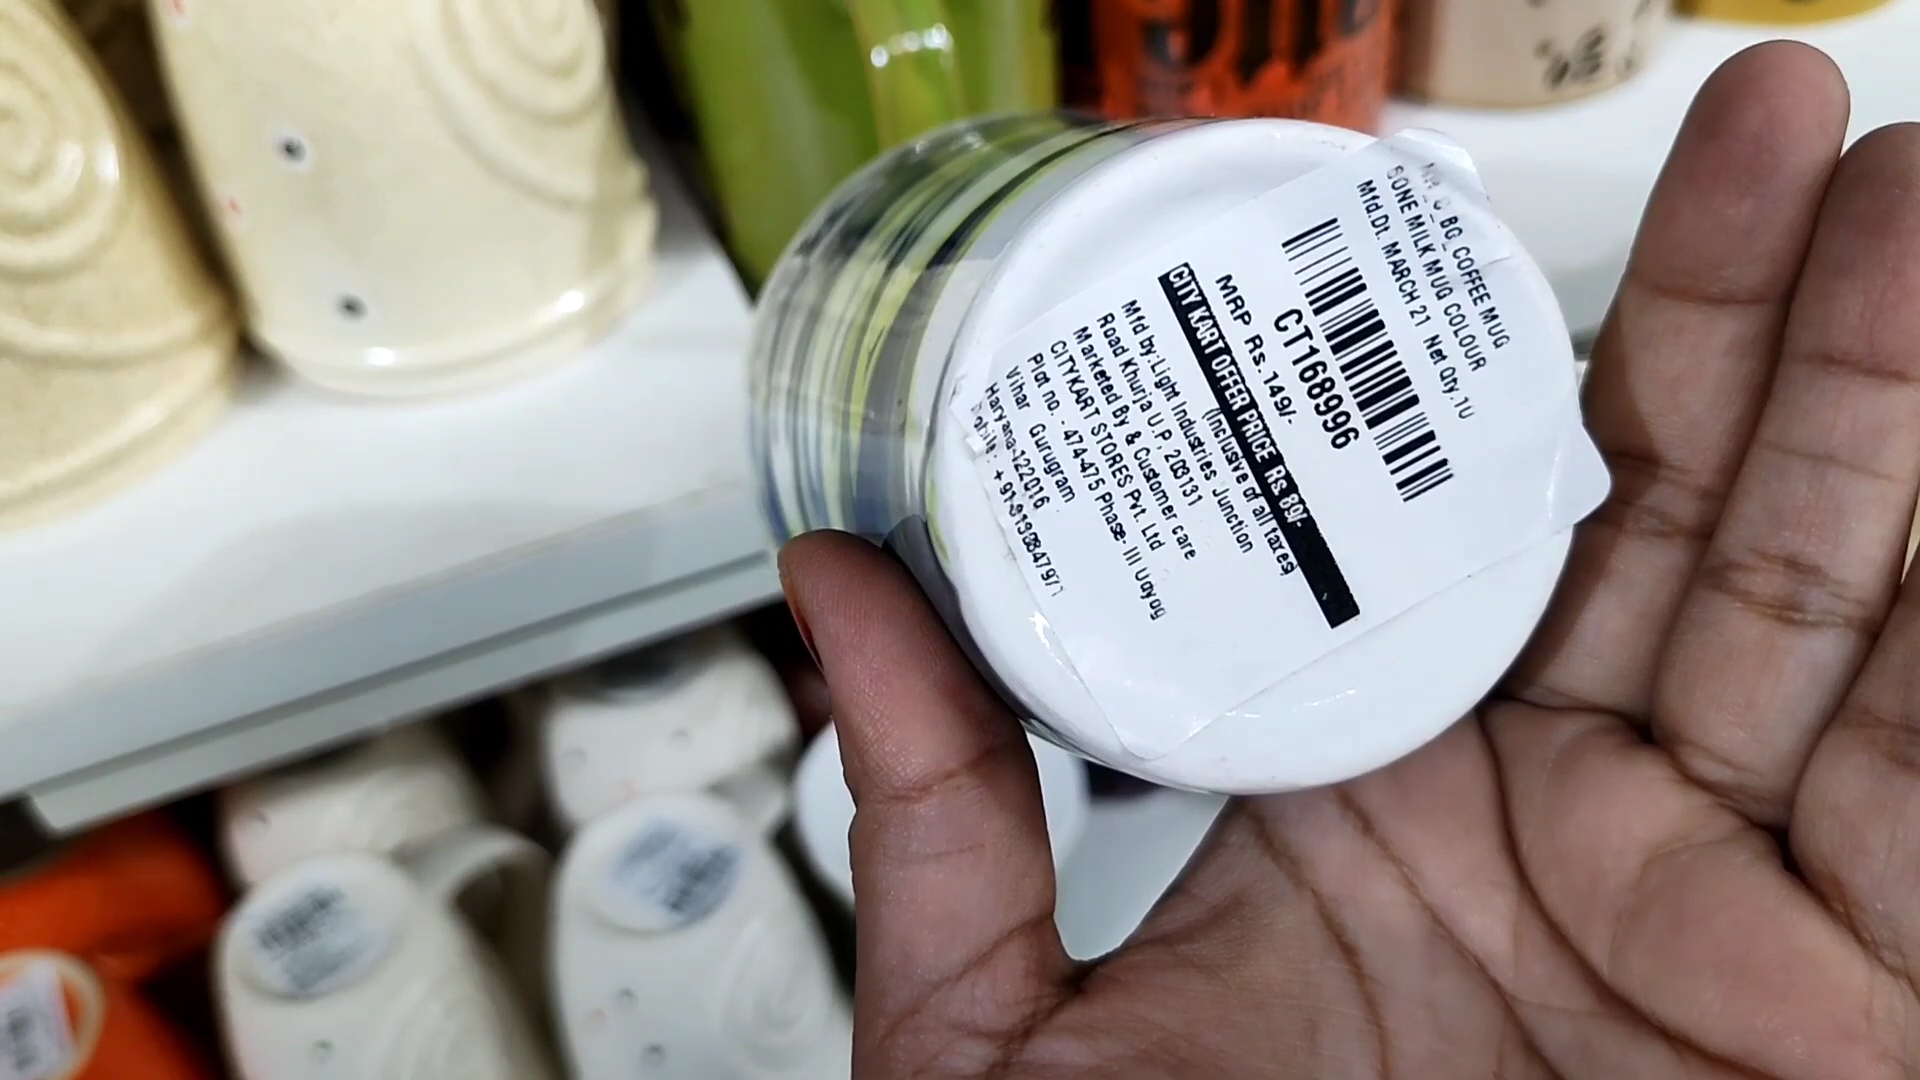 BG_COFFEE MUG
SONE MILK MUG COLOUR
Mfd.Dt. MARCH 21 Net Qty.1U
CT168996
MRP Rs.149/-
(Inclusive of all taxes)
CITY KART OFFER PRICE Rs.89/-
Mfd by:Light Industries Junction
Road Khurja U.P. 203131
Marketed By & Customer care
CITYKART STORES Pvt. Ltd
Plot no. - 474-475 Phase- III Udyog
Vihar Gurugram
Haryana-122016